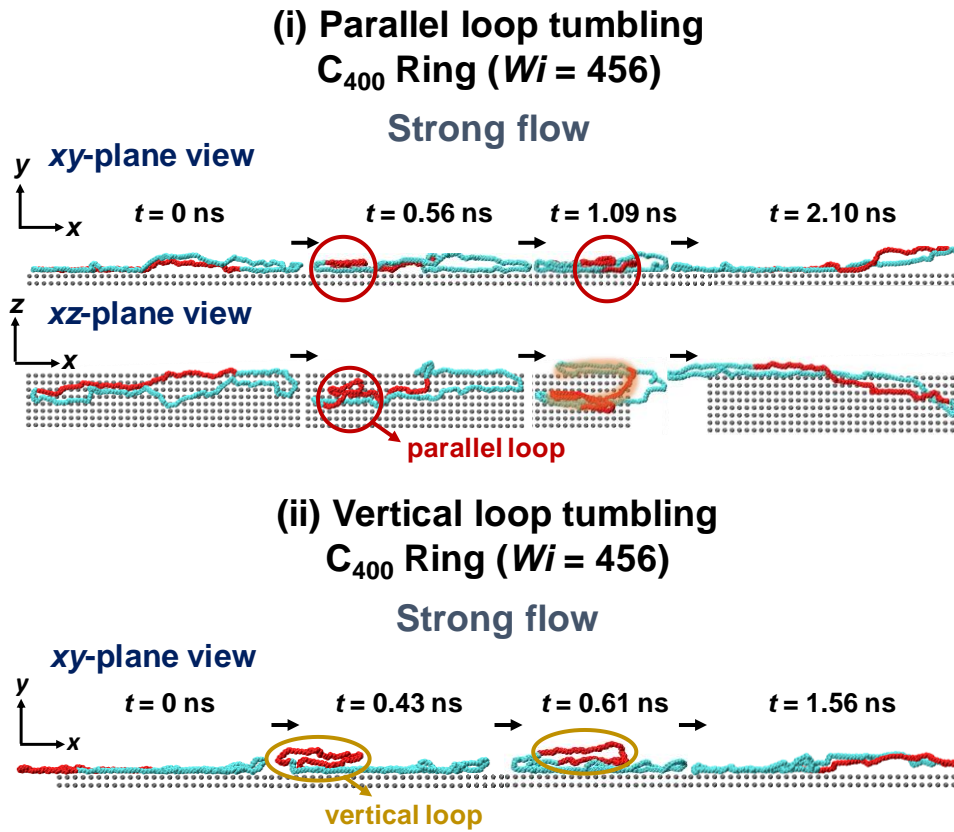 (i) Parallel loop tumbling
C₄₀₀ Ring (Wi = 456)
Strong flow
xy-plane view
y
x
t = 0 ns
t = 0.56 ns
t = 1.09 ns
t = 2.10 ns
xz-plane view
z
x
parallel loop
(ii) Vertical loop tumbling
C₄₀₀ Ring (Wi = 456)
Strong flow
xy-plane view
y
x
t = 0 ns
t = 0.43 ns
t = 0.61 ns
t = 1.56 ns
vertical loop